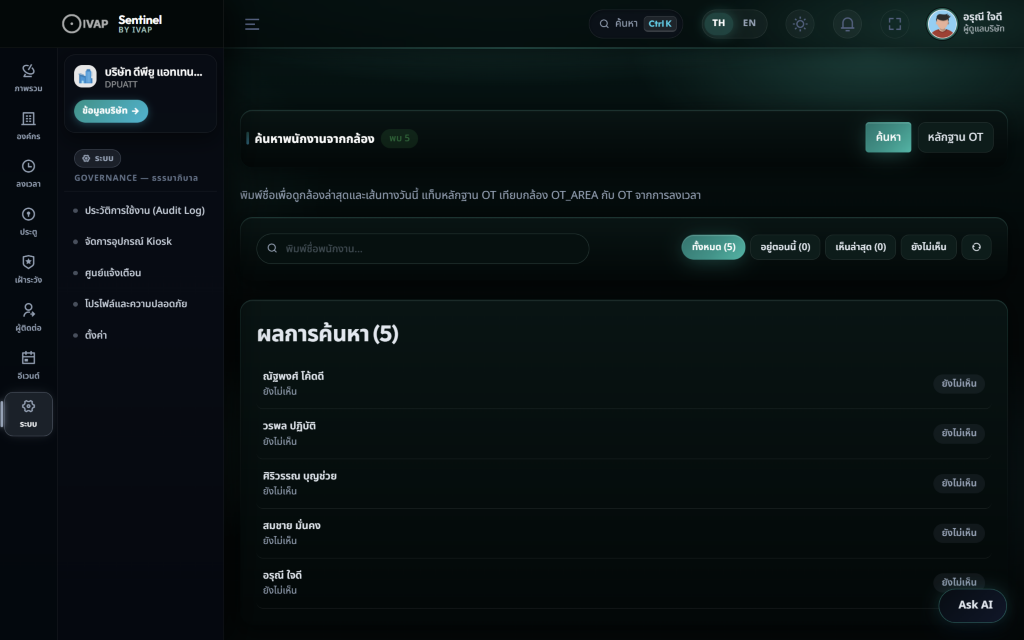 IVAP
Sentinel
BY IVAP
ค้นหา Ctrl K
TH EN
อรุณี ใจดี
ผู้ดูแลบริษัท
ภาพรวม
องค์กร
ลงเวลา
ประตู
เฝ้าระวัง
ผู้ติดต่อ
อีเวนต์
ระบบ
บริษัท ดีพียู แอทเทน...
DPUATT
ข้อมูลบริษัท →
ระบบ
GOVERNANCE — ธรรมาภิบาล
ประวัติการใช้งาน (Audit Log)
จัดการอุปกรณ์ Kiosk
ศูนย์แจ้งเตือน
โปรไฟล์และความปลอดภัย
ตั้งค่า
ค้นหาพนักงานจากกล้อง พบ 5
ค้นหา หลักฐาน OT
พิมพ์ชื่อเพื่อดูกล้องล่าสุดและเส้นทางวันนี้ แท็บหลักฐาน OT เทียบกล้อง OT_AREA กับ OT จากการลงเวลา
พิมพ์ชื่อพนักงาน...
ทั้งหมด (5) อยู่ตอนนี้ (0) เห็นล่าสุด (0) ยังไม่เห็น
ผลการค้นหา (5)
ณัฐพงศ์ โค้ดดี
ยังไม่เห็น
ยังไม่เห็น
วรพล ปฏิบัติ
ยังไม่เห็น
ยังไม่เห็น
ศิริวรรณ บุญช่วย
ยังไม่เห็น
ยังไม่เห็น
สมชาย มั่นคง
ยังไม่เห็น
ยังไม่เห็น
อรุณี ใจดี
ยังไม่เห็น
ยังไม่เห็น
Ask AI